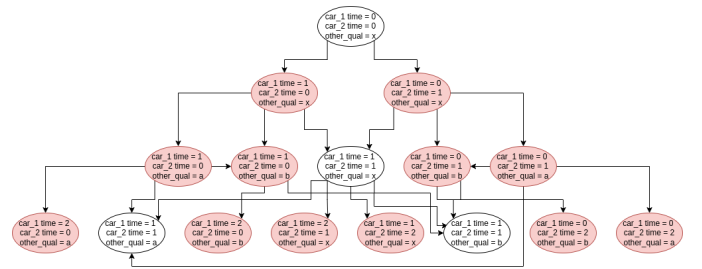 car_1 time = 0
car_2 time = 0
other_qual = x
car_1 time = 1
car_2 time = 0
other_qual = x
car_1 time = 0
car_2 time = 1
other_qual = x
car_1 time = 1
car_2 time = 0
other_qual = a
car_1 time = 1
car_2 time = 0
other_qual = b
car_1 time = 1
car_2 time = 1
other_qual = x
car_1 time = 0
car_2 time = 1
other_qual = b
car_1 time = 0
car_2 time = 1
other_qual = a
car_1 time = 2
car_2 time = 0
other_qual = a
car_1 time = 1
car_2 time = 1
other_qual = a
car_1 time = 2
car_2 time = 0
other_qual = b
car_1 time = 2
car_2 time = 1
other_qual = x
car_1 time = 1
car_2 time = 2
other_qual = x
car_1 time = 1
car_2 time = 1
other_qual = b
car_1 time = 0
car_2 time = 2
other_qual = b
car_1 time = 0
car_2 time = 2
other_qual = a